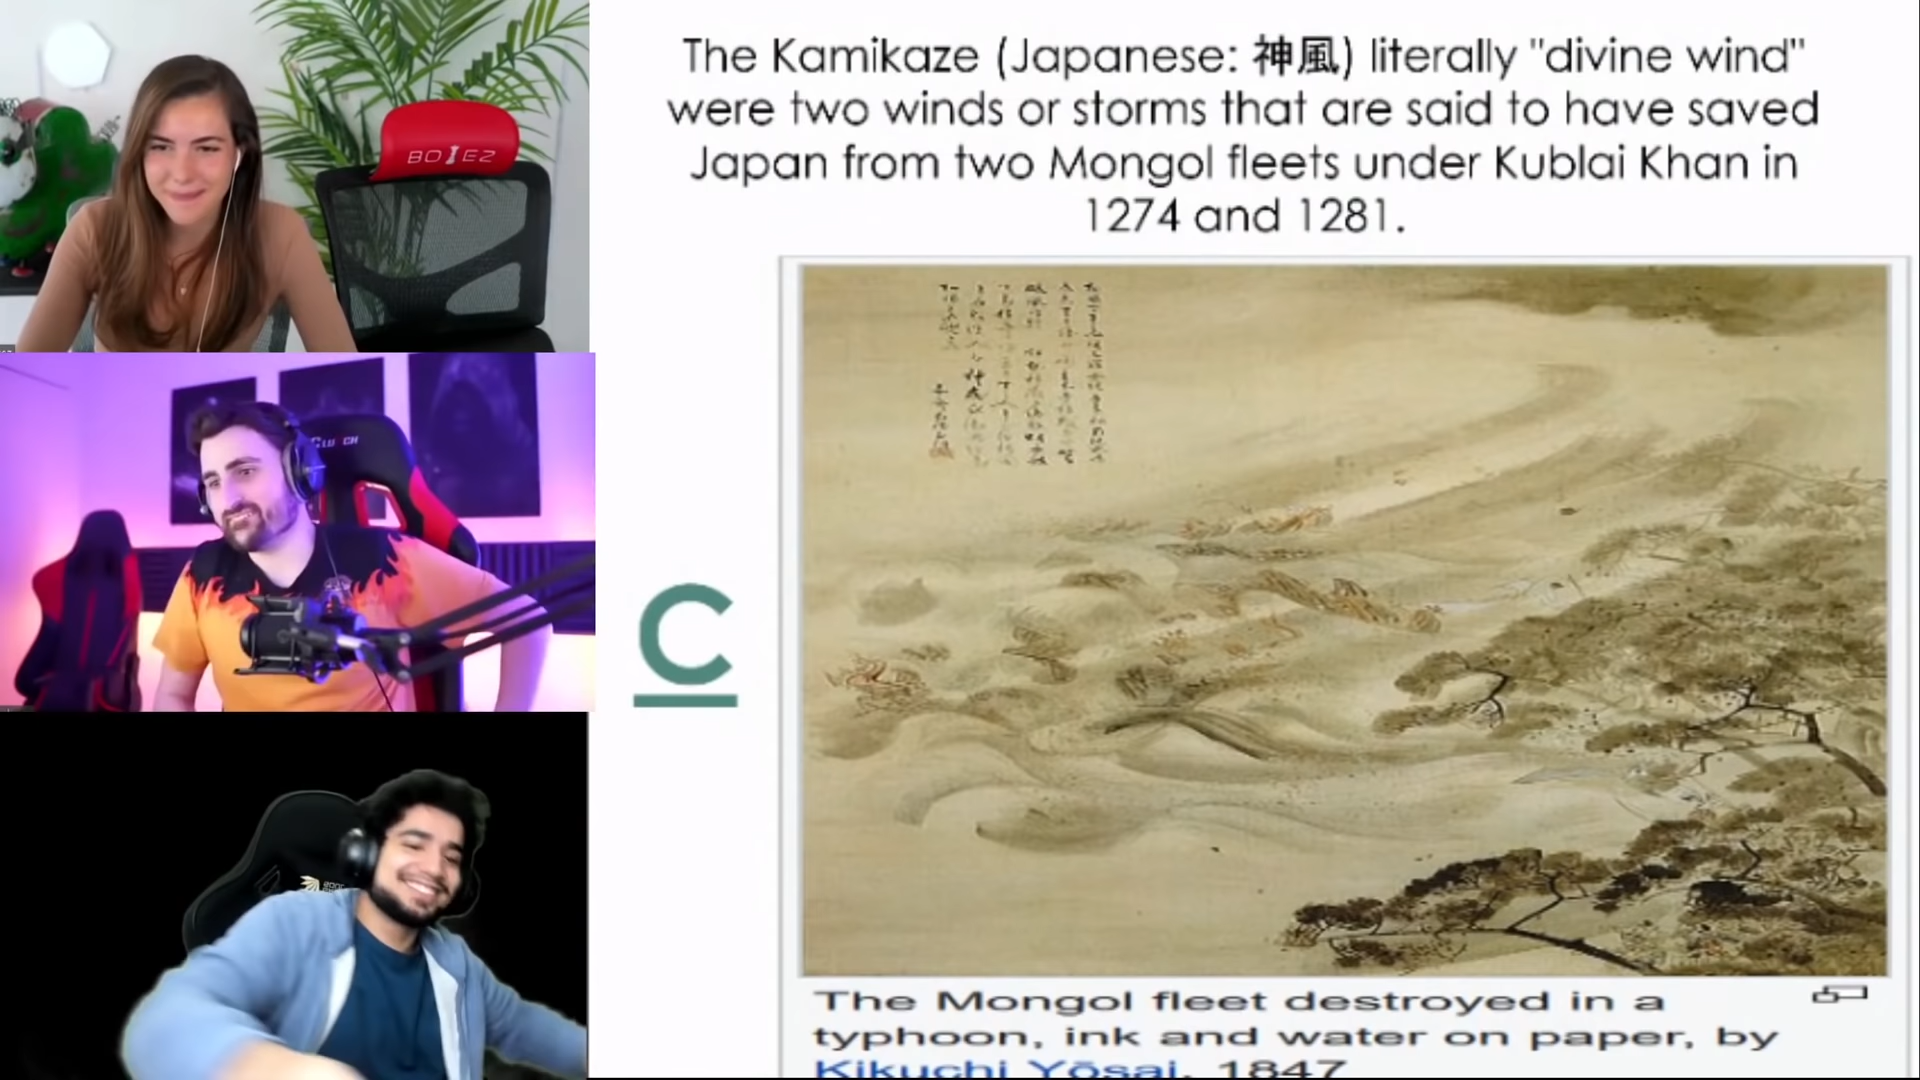 The Kamikaze (Japanese: 神風) literally "divine wind"
were two winds or storms that are said to have saved
Japan from two Mongol fleets under Kublai Khan in
1274 and 1281.
BOIEZ
CLUTCH
C
The Mongol fleet destroyed in a
typhoon, ink and water on paper, by
Kikuchi Yōsai, 1847